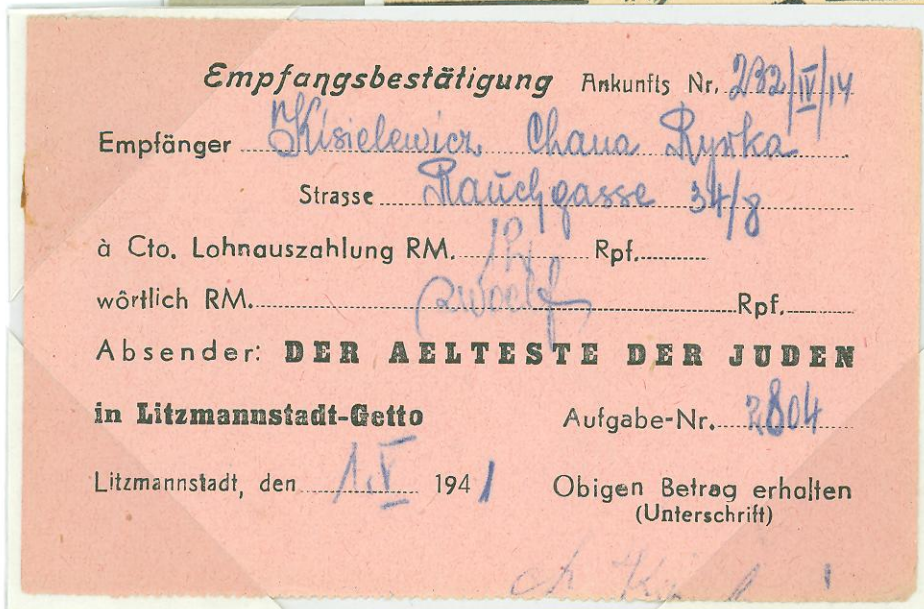 Empfangsbestätigung Ankunfts Nr. 232/IV/14
Empfänger Kisielewicz Chana Ryrka
Strasse Rauchgasse 34/8
à Cto. Lohnauszahlung RM. 12 Rpf.
wörtlich RM. zwoelf Rpf.
Absender: DER AELTESTE DER JUDEN
in Litzmannstadt-Getto Aufgabe-Nr. 2804
Litzmannstadt, den 1.V 1941 Obigen Betrag erhalten
(Unterschrift)